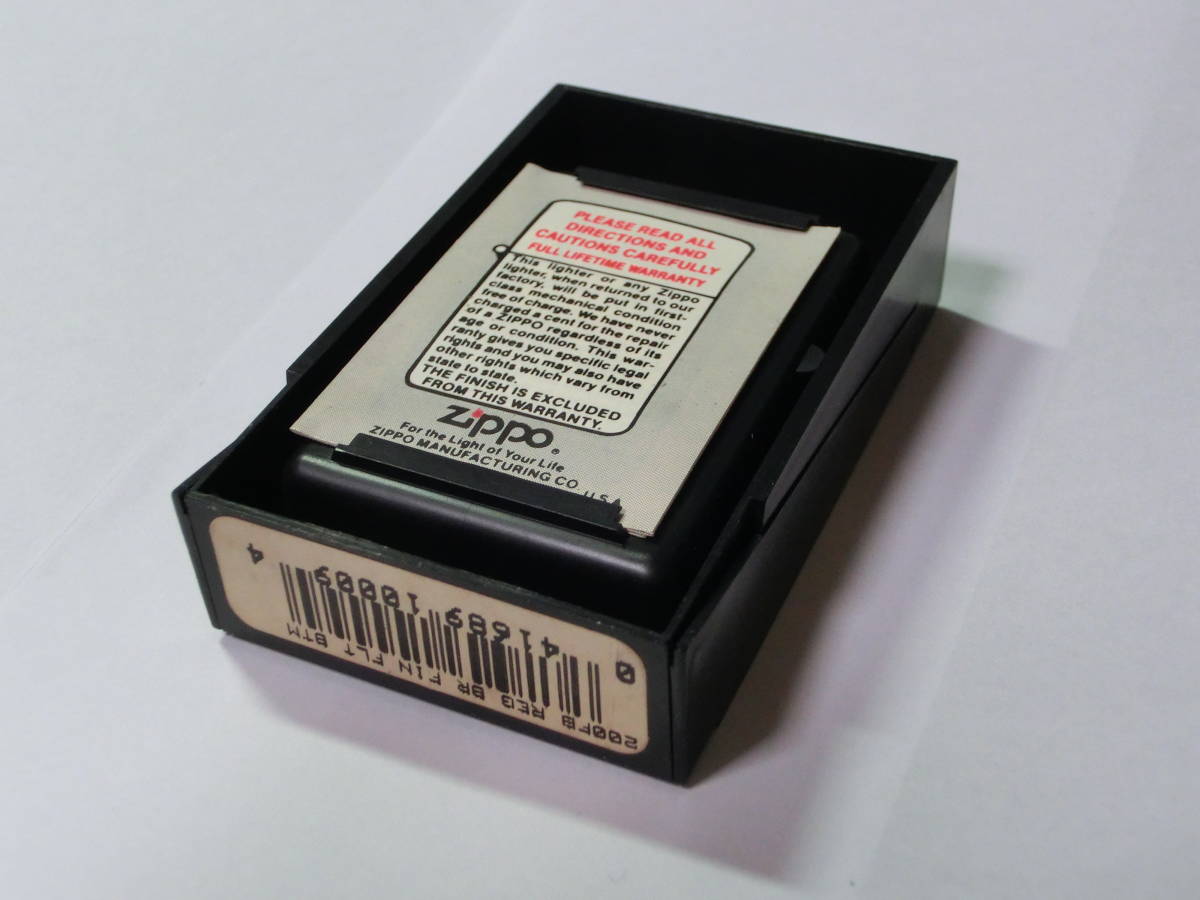 PLEASE READ ALL
DIRECTIONS AND
CAUTIONS CAREFULLY
FULL LIFETIME WARRANTY
This lighter or any Zippo
lighter, when returned to our
factory, will be put in first-
class mechanical condition
free of charge. We have never
charged a cent for the repair
of a ZIPPO regardless of its
age or condition. This war-
ranty gives you specific legal
rights and you may also have
other rights which vary from
state to state.
THE FINISH IS EXCLUDED
FROM THIS WARRANTY.
Zippo®
For the Light of Your Life
ZIPPO MANUFACTURING CO. U.S.A
200FB REG BR FIN FLT BTM
0 41689 10009 4